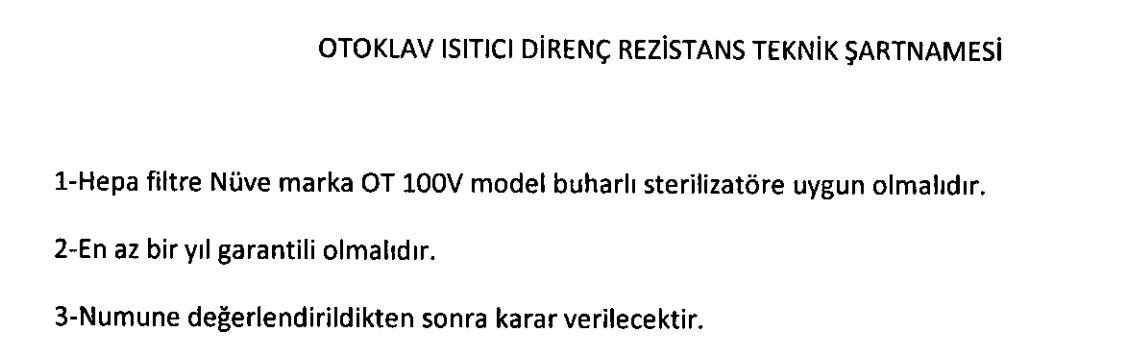 OTOKLAV ISITICI DİRENÇ REZİSTANS TEKNİK ŞARTNAMESİ
1-Hepa filtre Nüve marka OT 100V model buharlı sterilizatöre uygun olmalıdır.
2-En az bir yıl garantili olmalıdır.
3-Numune değerlendirildikten sonra karar verilecektir.